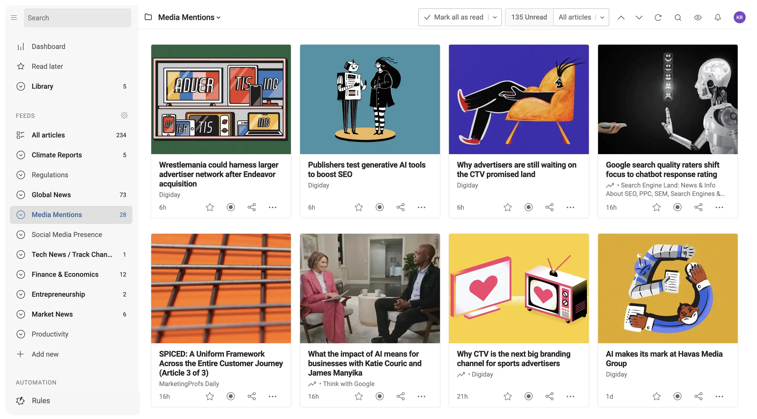 Search
Media Mentions
Mark all as read
135 Unread
All articles
KR
Dashboard
Read later
Library 5
FEEDS
All articles 234
Climate Reports 5
Regulations
Global News 73
Media Mentions 28
Social Media Presence
Tech News / Track Chan... 1
Finance & Economics 12
Entrepreneurship 2
Market News 6
Productivity
Add new
AUTOMATION
Rules
ADVER TIS ING
Wrestlemania could harness larger
advertiser network after Endeavor
acquisition
Digiday
6h
Publishers test generative AI tools
to boost SEO
Digiday
6h
Why advertisers are still waiting on
the CTV promised land
Digiday
6h
Google search quality raters shift
focus to chatbot response rating
• Search Engine Land: News & Info
About SEO, PPC, SEM, Search Engines &...
16h
SPICED: A Uniform Framework
Across the Entire Customer Journey
(Article 3 of 3)
MarketingProfs Daily
16h
What the impact of AI means for
businesses with Katie Couric and
James Manyika
• Think with Google
16h
Why CTV is the next big branding
channel for sports advertisers
• Digiday
21h
AI makes its mark at Havas Media
Group
Digiday
1d